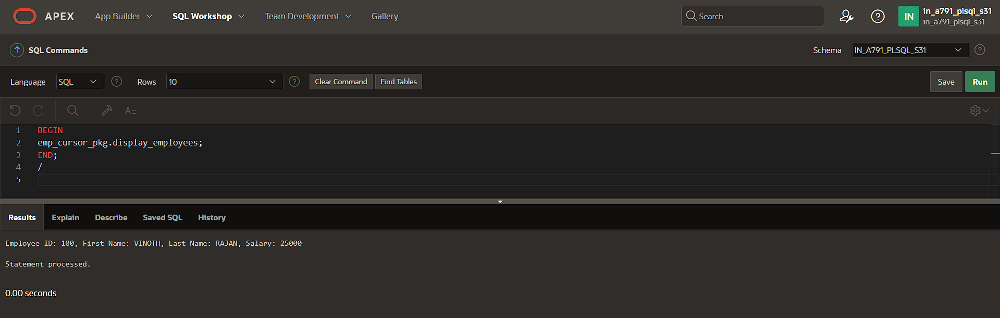 APEX App Builder SQL Workshop Team Development Gallery Search IN in_a791_plsql_s31
in_a791_plsql_s31
SQL Commands Schema IN_A791_PLSQL_S31 ?
Language SQL ? Rows 10 ? Clear Command Find Tables Save Run
A::
1 BEGIN
2 emp_cursor_pkg.display_employees;
3 END;
4 /
5
Results Explain Describe Saved SQL History
Employee ID: 100, First Name: VINOTH, Last Name: RAJAN, Salary: 25000
Statement processed.
0.00 seconds